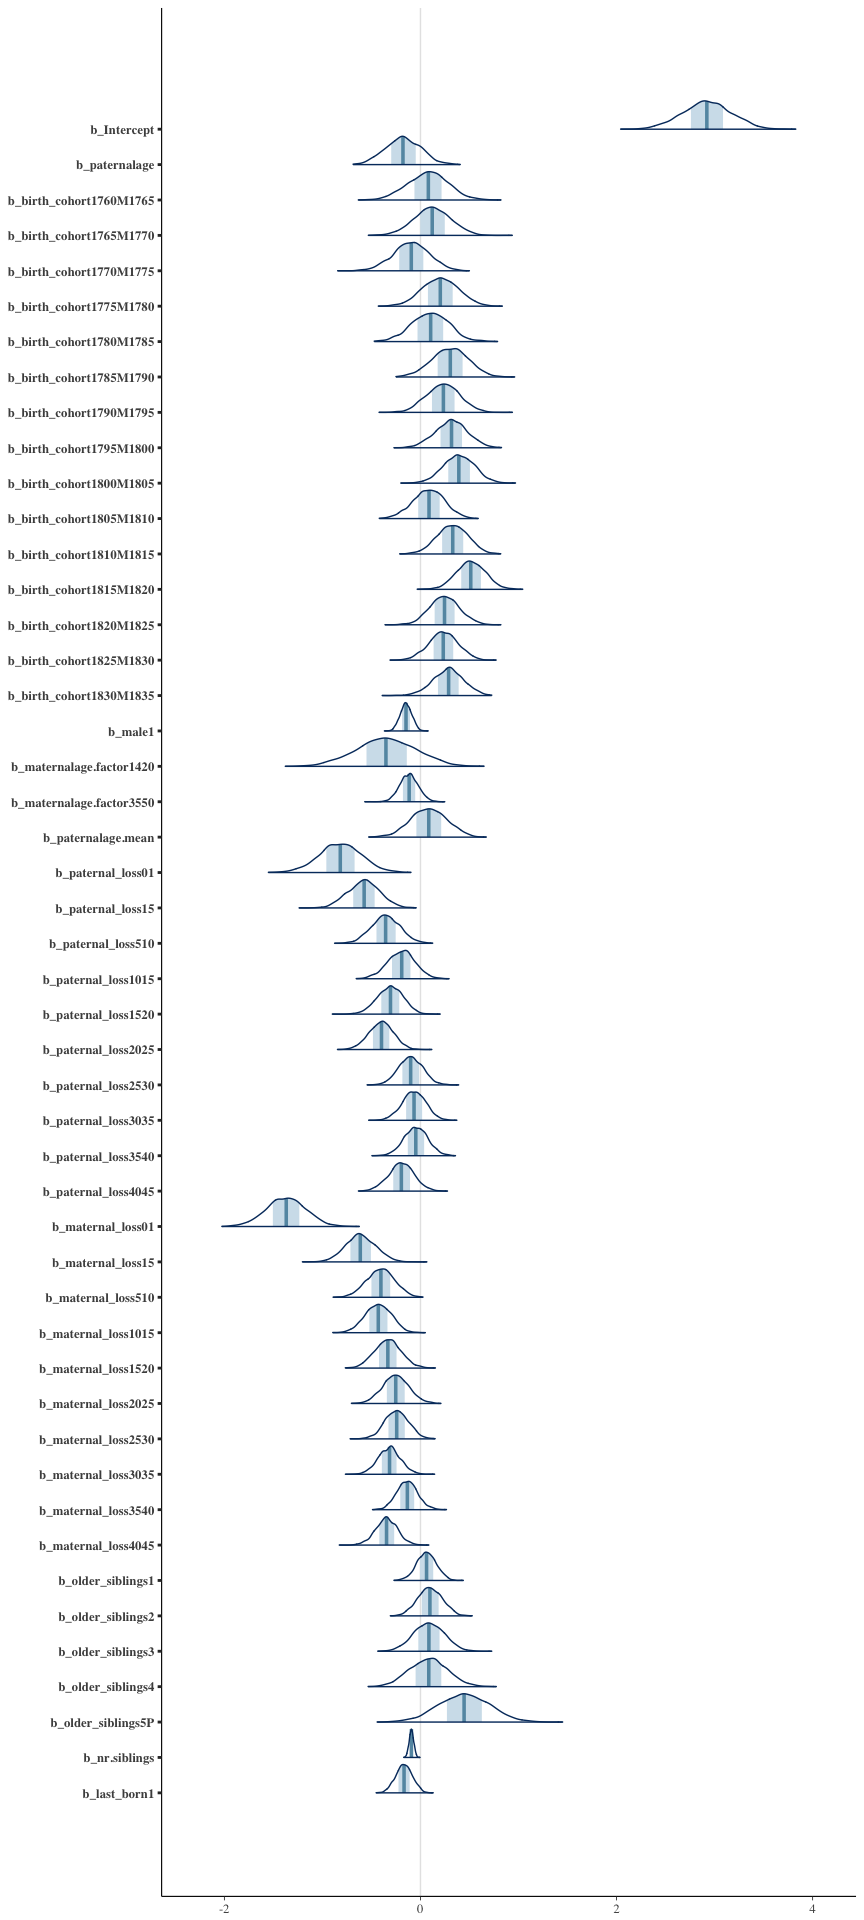 b_Intercept
b_paternalage
b_birth_cohort1760M1765
b_birth_cohort1765M1770
b_birth_cohort1770M1775
b_birth_cohort1775M1780
b_birth_cohort1780M1785
b_birth_cohort1785M1790
b_birth_cohort1790M1795
b_birth_cohort1795M1800
b_birth_cohort1800M1805
b_birth_cohort1805M1810
b_birth_cohort1810M1815
b_birth_cohort1815M1820
b_birth_cohort1820M1825
b_birth_cohort1825M1830
b_birth_cohort1830M1835
b_male1
b_maternalage.factor1420
b_maternalage.factor3550
b_paternalage.mean
b_paternal_loss01
b_paternal_loss15
b_paternal_loss510
b_paternal_loss1015
b_paternal_loss1520
b_paternal_loss2025
b_paternal_loss2530
b_paternal_loss3035
b_paternal_loss3540
b_paternal_loss4045
b_maternal_loss01
b_maternal_loss15
b_maternal_loss510
b_maternal_loss1015
b_maternal_loss1520
b_maternal_loss2025
b_maternal_loss2530
b_maternal_loss3035
b_maternal_loss3540
b_maternal_loss4045
b_older_siblings1
b_older_siblings2
b_older_siblings3
b_older_siblings4
b_older_siblings5P
b_nr.siblings
b_last_born1
-2 0 2 4